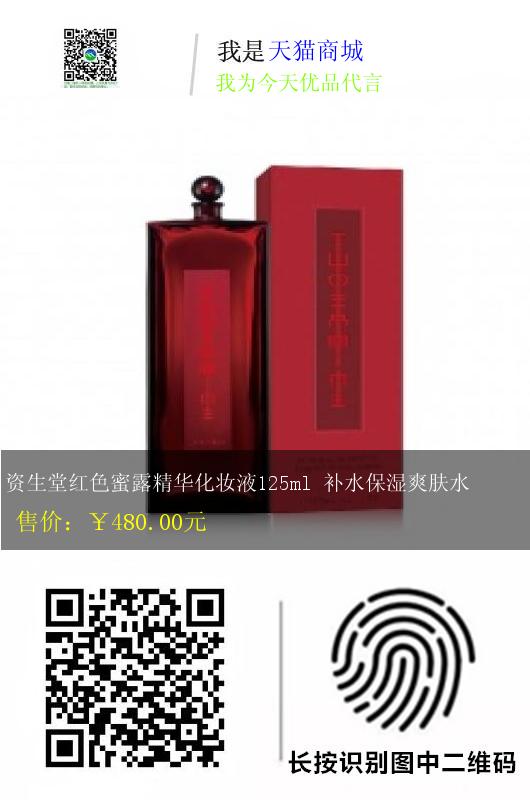 我是天猫商城
我为今天优品代言
资生堂红色蜜露精华化妆液125ml 补水保湿爽肤水
售价：￥480.00元
长按识别图中二维码